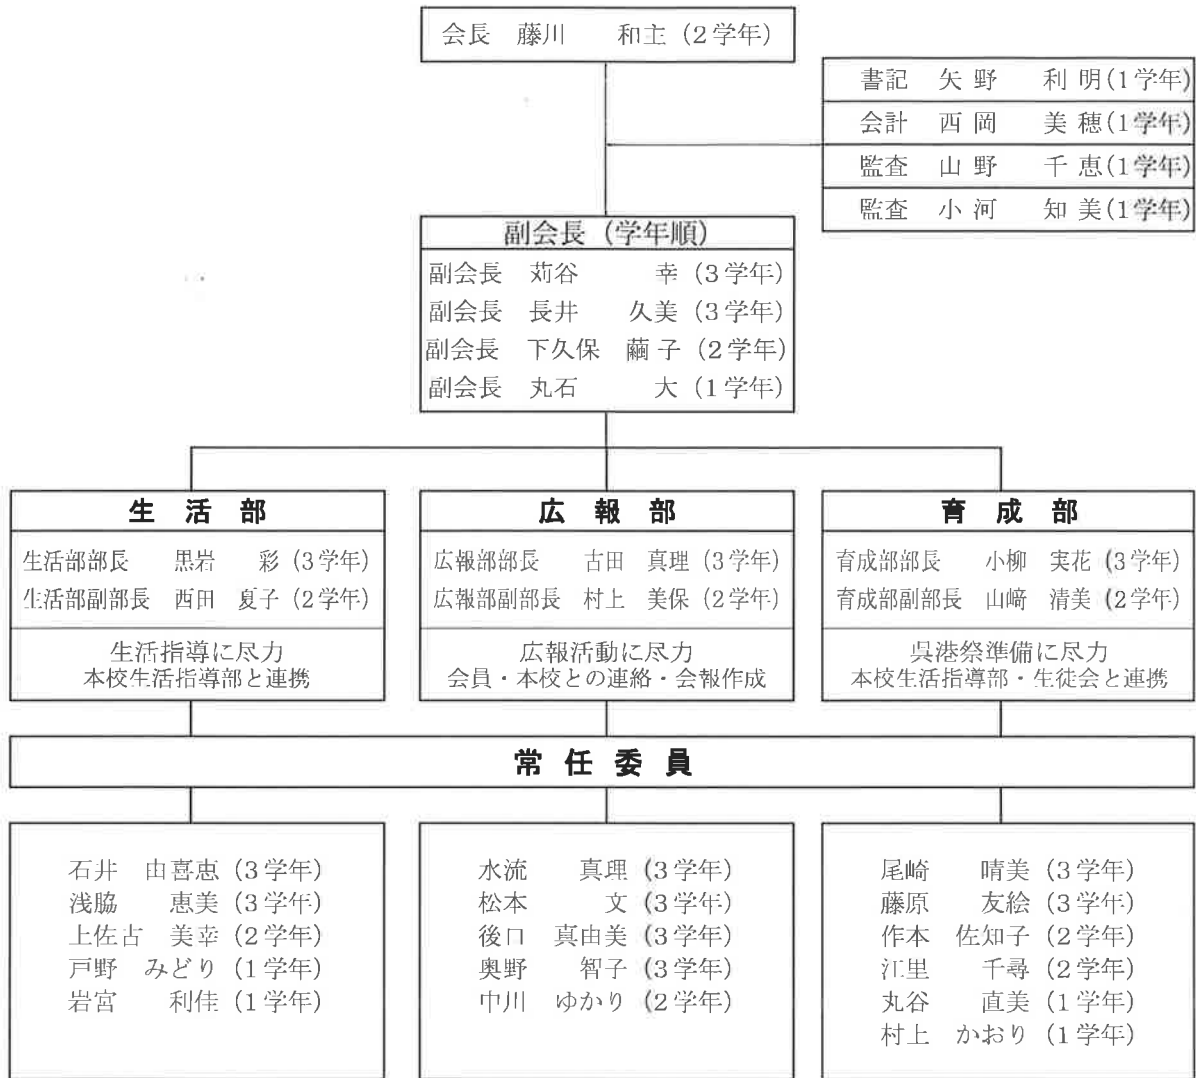 会長　藤川　　和主（2学年）
書記　矢野　　利明(1学年)
会計　西岡　　美穂(1学年)
監査　山野　　千恵(1学年)
監査　小河　　知美(1学年)
副会長（学年順）
副会長　苅谷　　　幸（3学年）
副会長　長井　　久美（3学年）
副会長　下久保　繭子（2学年）
副会長　丸石　　　大（1学年）
生活部
生活部部長　　黒岩　　彩（3学年）
生活部副部長　西田　夏子（2学年）
生活指導に尽力
本校生活指導部と連携
広報部
広報部部長　　古田　真理（3学年）
広報部副部長　村上　美保（2学年）
広報活動に尽力
会員・本校との連絡・会報作成
育成部
育成部部長　　小柳　実花（3学年）
育成部副部長　山﨑　清美（2学年）
呉港祭準備に尽力
本校生活指導部・生徒会と連携
常任委員
石井　由喜恵（3学年）
浅脇　　恵美（3学年）
上佐古　美幸（2学年）
戸野　みどり（1学年）
岩宮　　利佳（1学年）
水流　　真理（3学年）
松本　　　文（3学年）
後口　真由美（3学年）
奥野　　智子（3学年）
中川　ゆかり（2学年）
尾崎　　晴美（3学年）
藤原　　友絵（3学年）
作本　佐知子（2学年）
江里　　千尋（2学年）
丸谷　　直美（1学年）
村上　かおり（1学年）